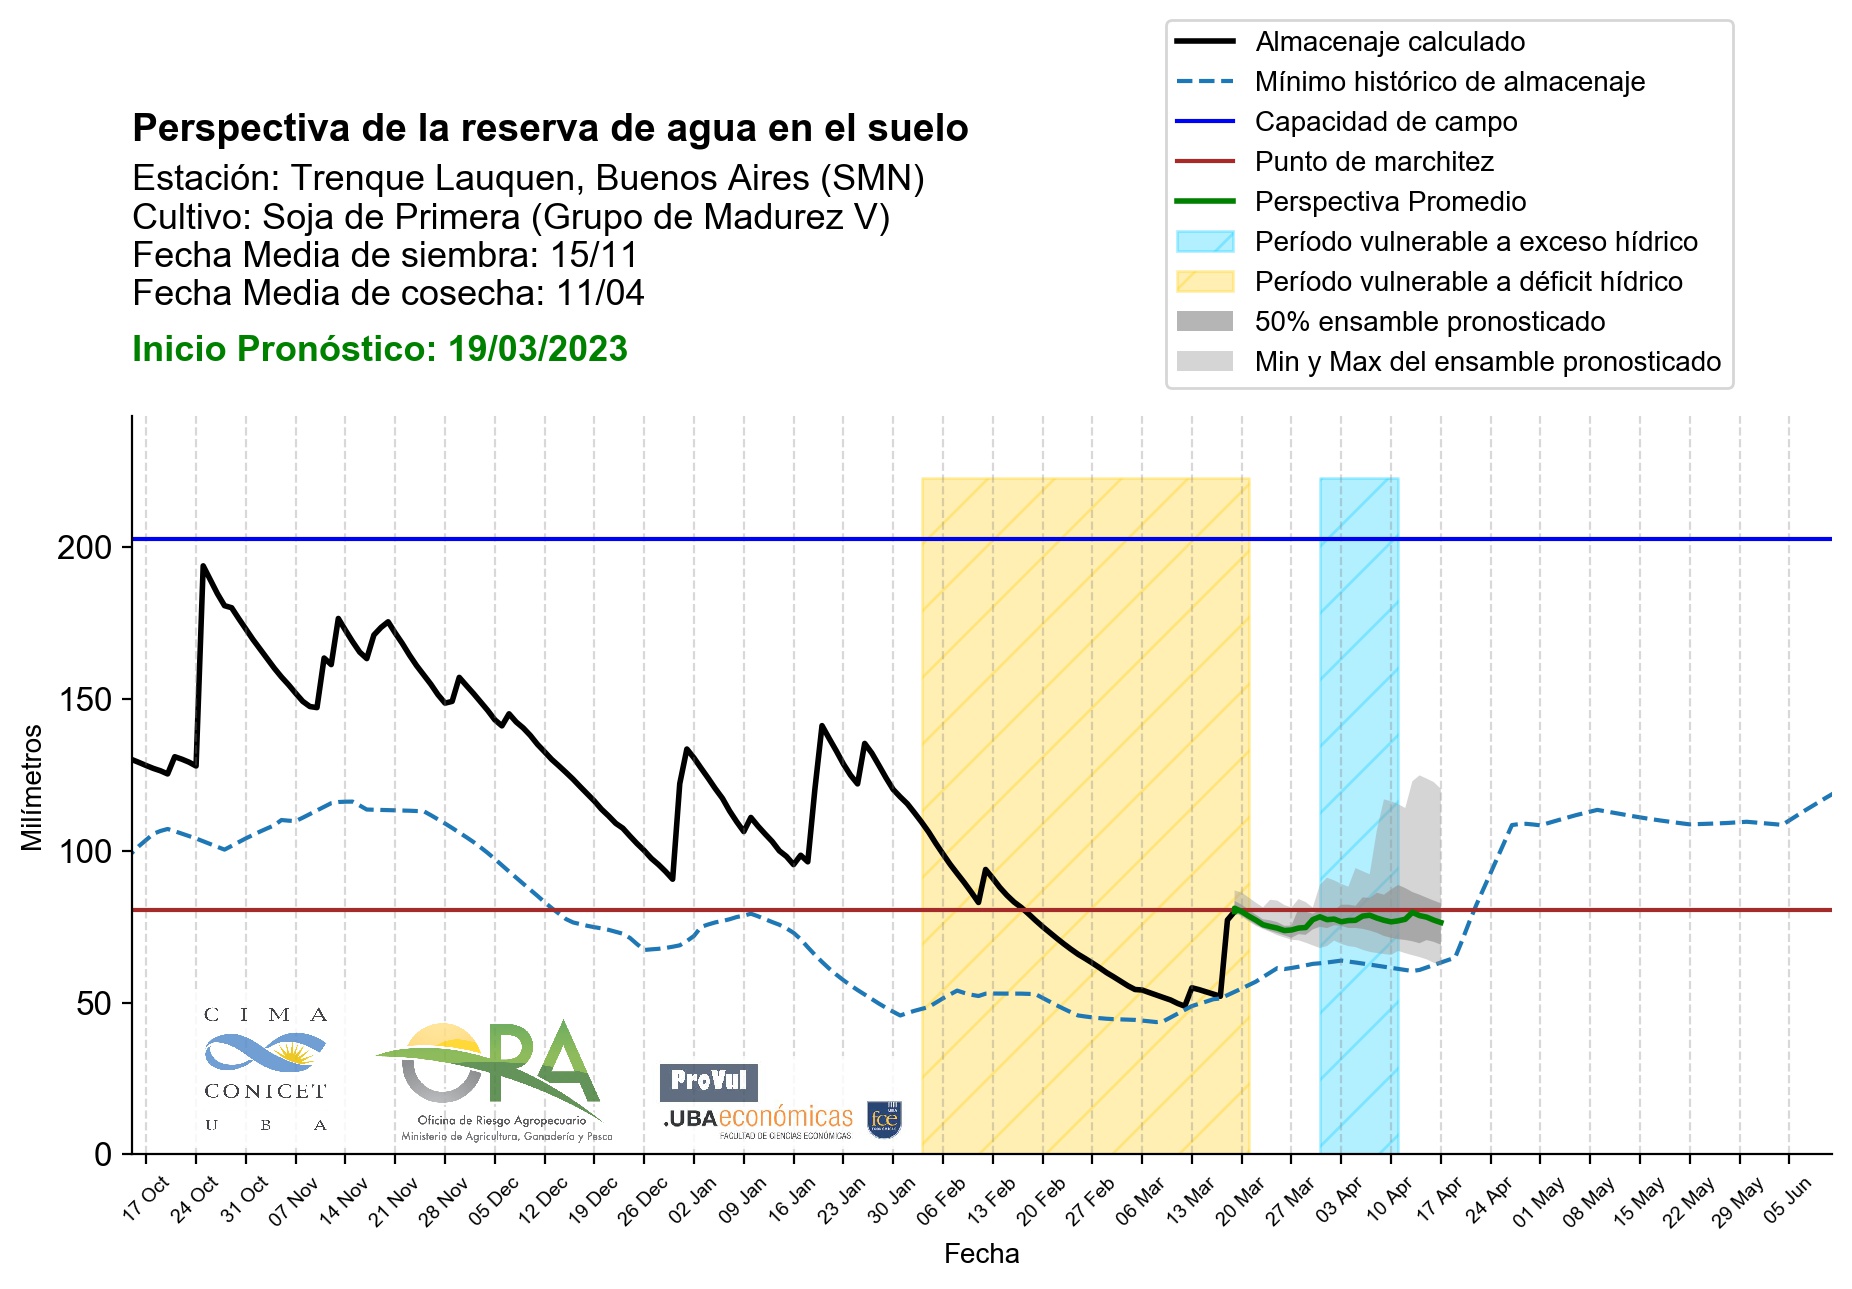 Almacenaje calculado
Mínimo histórico de almacenaje
Capacidad de campo
Punto de marchitez
Perspectiva Promedio
Período vulnerable a exceso hídrico
Período vulnerable a déficit hídrico
50% ensamble pronosticado
Min y Max del ensamble pronosticado
Perspectiva de la reserva de agua en el suelo
Estación: Trenque Lauquen, Buenos Aires (SMN)
Cultivo: Soja de Primera (Grupo de Madurez V)
Fecha Media de siembra: 15/11
Fecha Media de cosecha: 11/04
Inicio Pronóstico: 19/03/2023
200
150
100
50
0
Milímetros
CIMA
CONICET
UBA
ORA
Oficina de Riesgo Agropecuario
Ministerio de Agricultura, Ganadería y Pesca
ProVul
.UBAeconómicas
FACULTAD DE CIENCIAS ECONÓMICAS
fce
17 Oct
24 Oct
31 Oct
07 Nov
14 Nov
21 Nov
28 Nov
05 Dec
12 Dec
19 Dec
26 Dec
02 Jan
09 Jan
16 Jan
23 Jan
30 Jan
06 Feb
13 Feb
20 Feb
27 Feb
06 Mar
13 Mar
20 Mar
27 Mar
03 Apr
10 Apr
17 Apr
24 Apr
01 May
08 May
15 May
22 May
29 May
05 Jun
Fecha